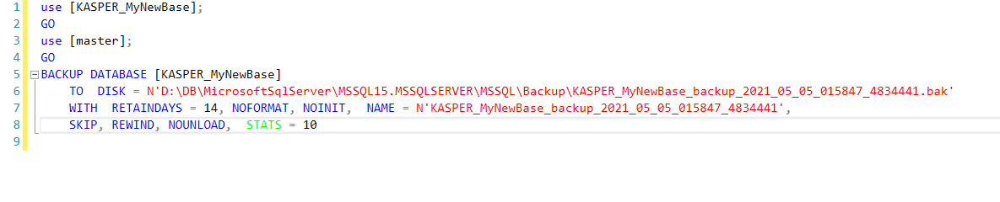 1 use [KASPER_MyNewBase];
2 GO
3 use [master];
4 GO
5 BACKUP DATABASE [KASPER_MyNewBase]
6 TO  DISK = N'D:\DB\MicrosoftSqlServer\MSSQL15.MSSQLSERVER\MSSQL\Backup\KASPER_MyNewBase_backup_2021_05_05_015847_4834441.bak'
7 WITH  RETAINDAYS = 14, NOFORMAT, NOINIT,  NAME = N'KASPER_MyNewBase_backup_2021_05_05_015847_4834441',
8 SKIP, REWIND, NOUNLOAD,  STATS = 10
9